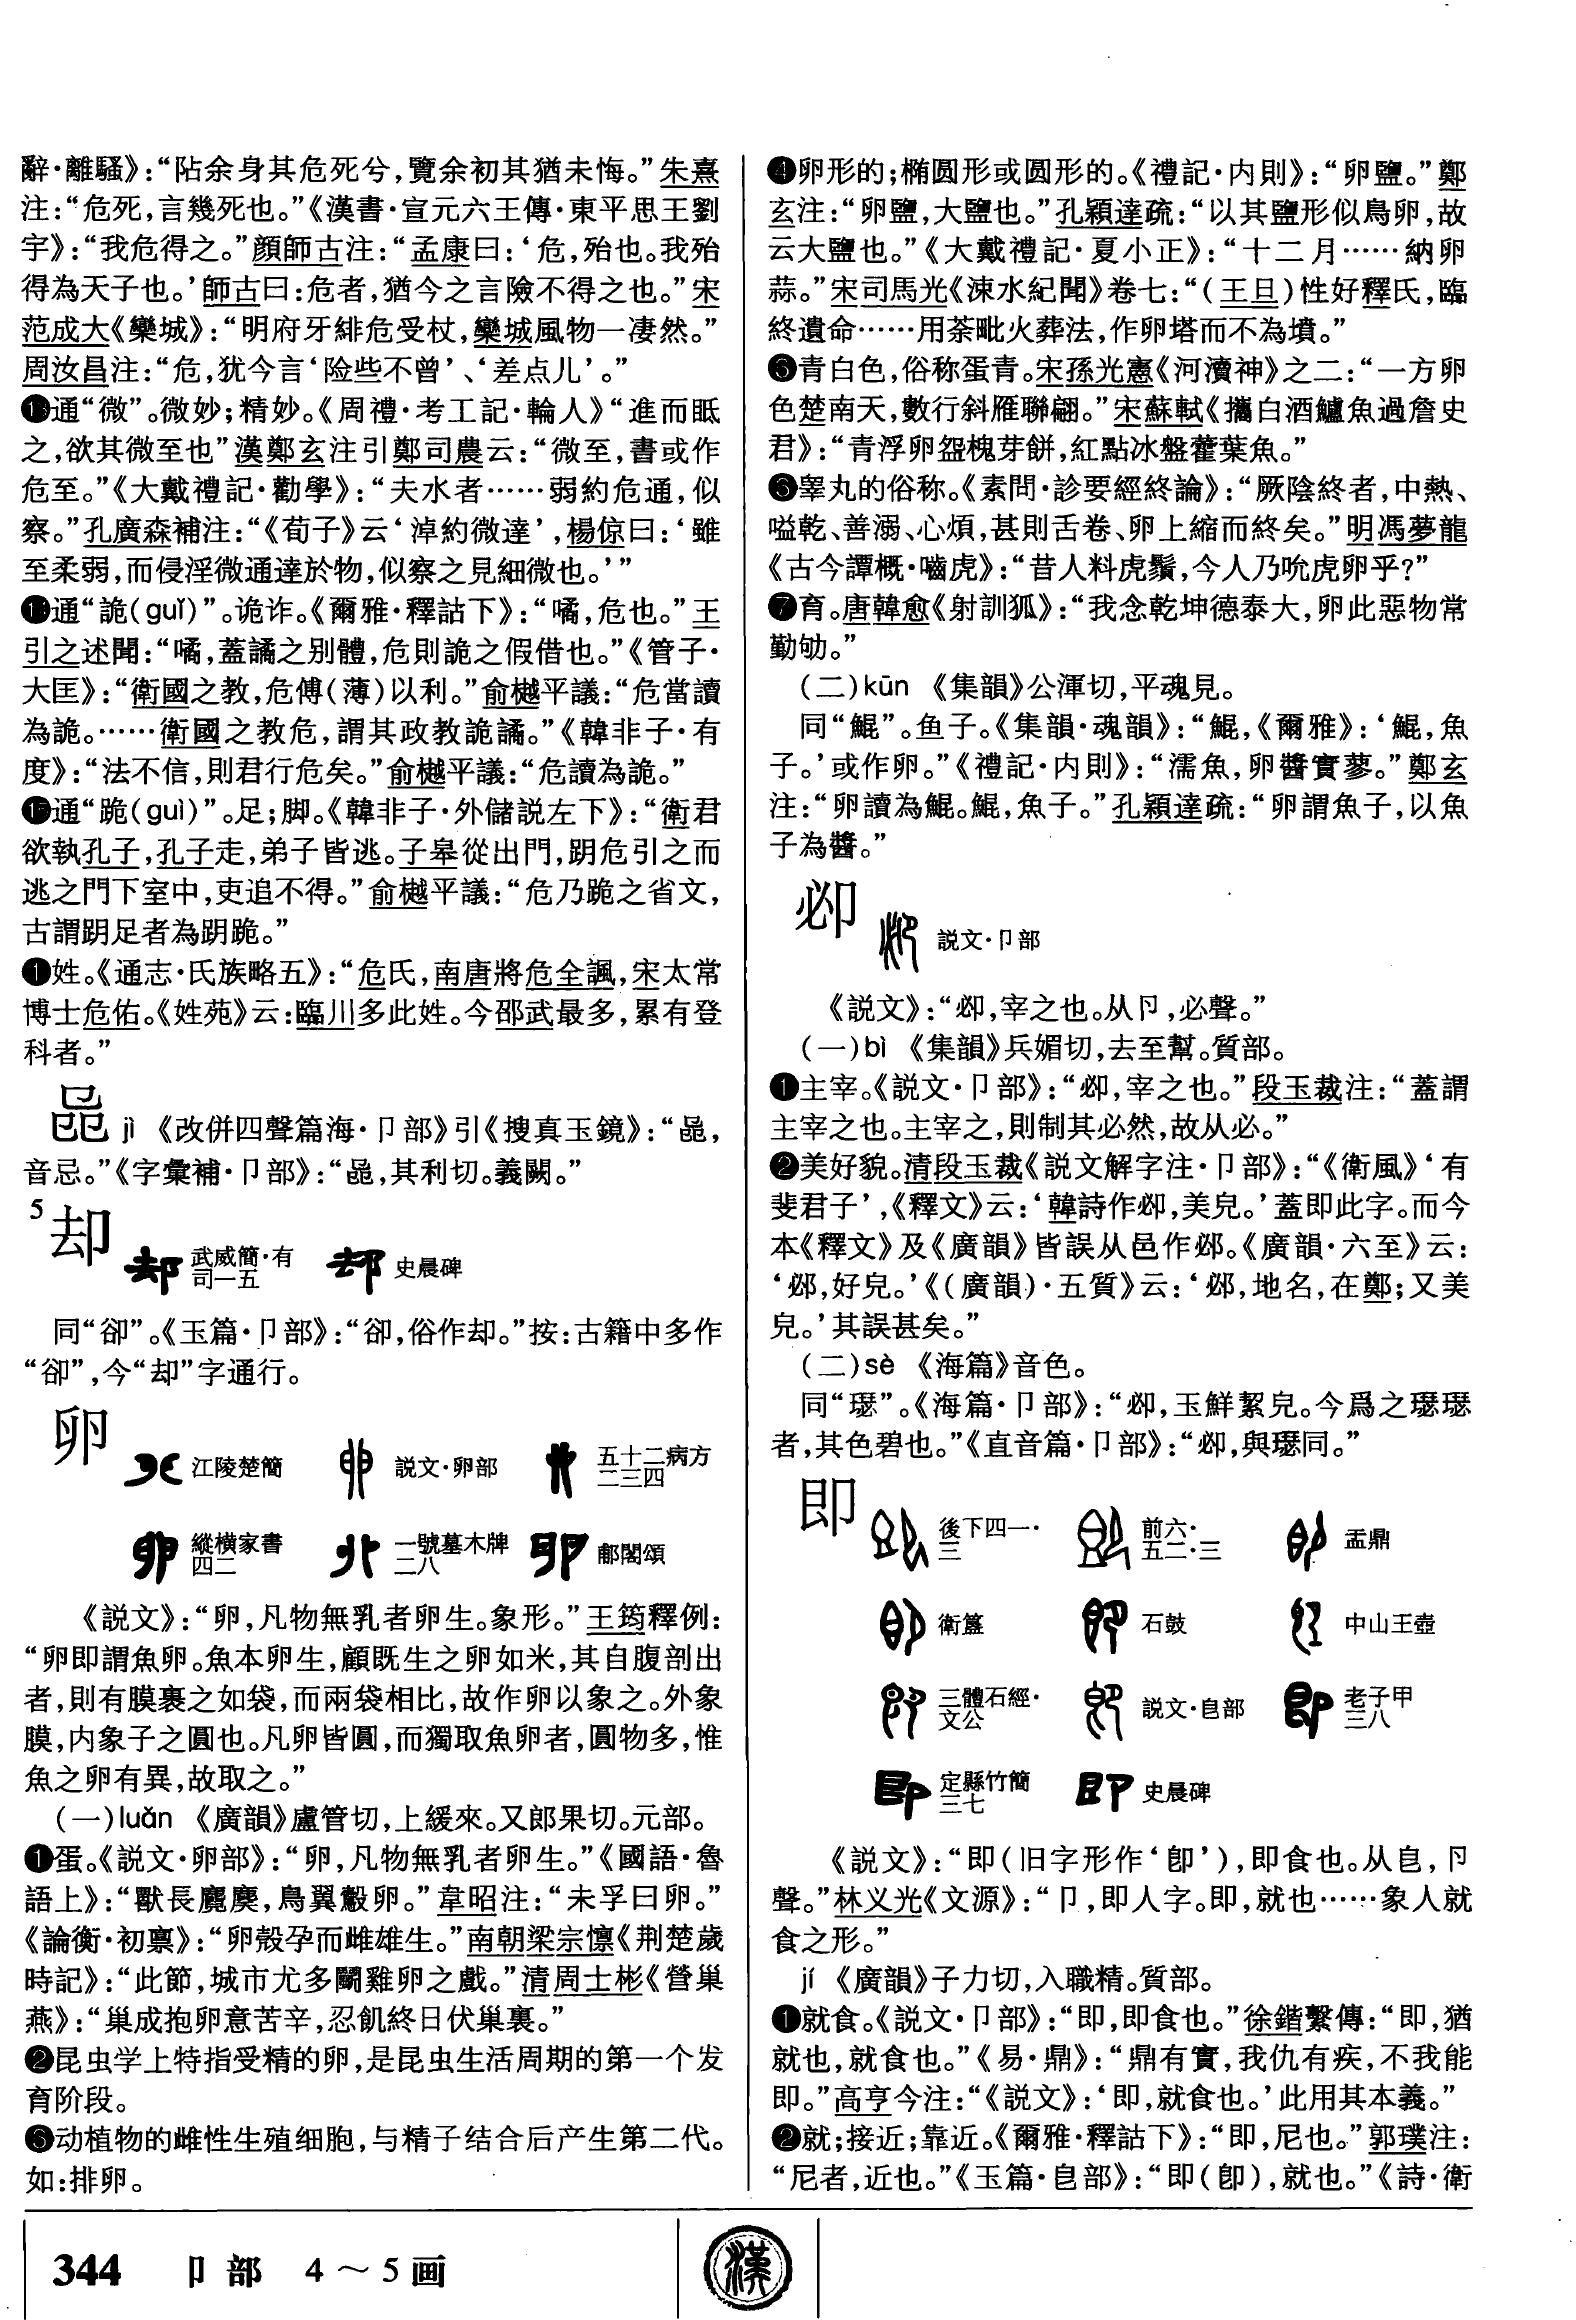 辭·離騷》：“阽余身其危死兮，覽余初其猶未悔。”朱熹
注：“危死，言幾死也。”《漢書·宣元六王傳·東平思王劉
宇》：“我危得之。”顔師古注：“孟康曰：‘危，殆也。我殆
得為天子也。’師古曰：危者，猶今之言險不得之也。”宋
范成大《欒城》：“明府牙緋危受杖，欒城風物一凄然。”
周汝昌注：“危，犹今言‘险些不曾’、‘差点儿’。”
通“微”。微妙；精妙。《周禮·考工記·輪人》“進而眡
之，欲其微至也”漢鄭玄注引鄭司農云：“微至，書或作
危至。”《大戴禮記·勸學》：“夫水者……弱約危通，似
察。”孔廣森補注：“《荀子》云‘淖約微達’，楊倞曰：‘雖
至柔弱，而侵淫微通達於物，似察之見細微也。’”
通“詭(guǐ)”。诡诈。《爾雅·釋詁下》：“噊，危也。”王
引之述聞：“噊，蓋譎之别體，危則詭之假借也。”《管子·
大匡》：“衛國之教，危傅(薄)以利。”俞樾平議：“危當讀
為詭。……衛國之教危，謂其政教詭譎。”《韓非子·有
度》：“法不信，則君行危矣。”俞樾平議：“危讀為詭。”
通“跪(guì)”。足；脚。《韓非子·外儲説左下》：“衛君
欲執孔子，孔子走，弟子皆逃。子皋從出門，跀危引之而
逃之門下室中，吏追不得。”俞樾平議：“危乃跪之省文，
古謂跀足者為跀跪。”
姓。《通志·氏族略五》：“危氏，南唐將危全諷，宋太常
博士危佑。《姓苑》云：臨川多此姓。今邵武最多，累有登
科者。”
jì 《改併四聲篇海·卩部》引《搜真玉鏡》：“，
音忌。”《字彙補·卩部》：“，其利切。義闕。”
5
却 武威簡·有司一五 史晨碑
同“卻”。《玉篇·卩部》：“卻，俗作却。”按：古籍中多作
“卻”，今“却”字通行。
卵 江陵楚簡 説文·卵部 五十二病方二三四
縱横家書四二 一號墓木牌二八 郙閣頌
《説文》：“卵，凡物無乳者卵生。象形。”王筠釋例：
“卵即謂魚卵。魚本卵生，顧既生之卵如米，其自腹剖出
者，則有膜裹之如袋，而兩袋相比，故作卵以象之。外象
膜，内象子之圓也。凡卵皆圓，而獨取魚卵者，圓物多，惟
魚之卵有異，故取之。”
(一)luǎn 《廣韻》盧管切，上緩來。又郎果切。元部。
❶蛋。《説文·卵部》：“卵，凡物無乳者卵生。”《國語·魯
語上》：“獸長麑䴠，鳥翼鷇卵。”韋昭注：“未孚曰卵。”
《論衡·初禀》：“卵殻孕而雌雄生。”南朝梁宗懔《荆楚歲
時記》：“此節，城市尤多鬭雞卵之戲。”清周士彬《營巢
燕》：“巢成抱卵意苦辛，忍飢終日伏巢裏。”
❷昆虫学上特指受精的卵，是昆虫生活周期的第一个发
育阶段。
❸动植物的雌性生殖细胞，与精子结合后产生第二代。
如：排卵。
❹卵形的；椭圆形或圆形的。《禮記·内則》：“卵鹽。”鄭
玄注：“卵鹽，大鹽也。”孔穎達疏：“以其鹽形似鳥卵，故
云大鹽也。”《大戴禮記·夏小正》：“十二月……納卵
蒜。”宋司馬光《涑水紀聞》卷七：“(王旦)性好釋氏，臨
終遺命……用荼毗火葬法，作卵塔而不為墳。”
❺青白色，俗称蛋青。宋孫光憲《河瀆神》之二：“一方卵
色楚南天，數行斜雁聯翩。”宋蘇軾《攜白酒鱸魚過詹史
君》：“青浮卵盌槐芽餅，紅點冰盤藿葉魚。”
❻睾丸的俗称。《素問·診要經終論》：“厥陰終者，中熱、
嗌乾、善溺、心煩，甚則舌卷、卵上縮而終矣。”明馮夢龍
《古今譚概·嚙虎》：“昔人料虎鬚，今人乃吮虎卵乎？”
❼育。唐韓愈《射訓狐》：“我念乾坤德泰大，卵此惡物常
勤劬。”
(二)kūn 《集韻》公渾切，平魂見。
同“鯤”。鱼子。《集韻·魂韻》：“鯤，《爾雅》：‘鯤，魚
子。’或作卵。”《禮記·内則》：“濡魚，卵醬實蓼。”鄭玄
注：“卵讀為鯤。鯤，魚子。”孔穎達疏：“卵謂魚子，以魚
子為醬。”
䀣 説文·卩部
《説文》：“，宰之也。从卪，必聲。”
(一)bì 《集韻》兵媚切，去至幫。質部。
❶主宰。《説文·卩部》：“，宰之也。”段玉裁注：“蓋謂
主宰之也。主宰之，則制其必然，故从必。”
❷美好貌。清段玉裁《説文解字注·卩部》：“《衛風》‘有
斐君子’，《釋文》云：‘韓詩作，美皃。’蓋即此字。而今
本《釋文》及《廣韻》皆誤从邑作邲。《廣韻·六至》云：
‘邲，好皃。’《(廣韻)·五質》云：‘邲，地名，在鄭；又美
皃。’其誤甚矣。”
(二)sè 《海篇》音色。
同“璱”。《海篇·卩部》：“，玉鮮絜皃。今爲之璱璱
者，其色碧也。”《直音篇·卩部》：“，與璱同。”
即 後下四一·三 前六·五二·三 盂鼎
衛簋 石鼓 中山王壺
三體石經·文公 説文·皀部 老子甲三八
定縣竹簡三七 史晨碑
《説文》：“即(旧字形作‘卽’)，即食也。从皀，卪
聲。”林义光《文源》：“卩，即人字。即，就也……象人就
食之形。”
jí 《廣韻》子力切，入職精。質部。
❶就食。《説文·卩部》：“即，即食也。”徐鍇繫傳：“即，猶
就也，就食也。”《易·鼎》：“鼎有實，我仇有疾，不我能
即。”高亨今注：“《説文》：‘即，就食也。’此用其本義。”
❷就；接近；靠近。《爾雅·釋詁下》：“即，尼也。”郭璞注：
“尼者，近也。”《玉篇·皀部》：“即(卽)，就也。”《詩·衛
344 卩部 4～5画
漢